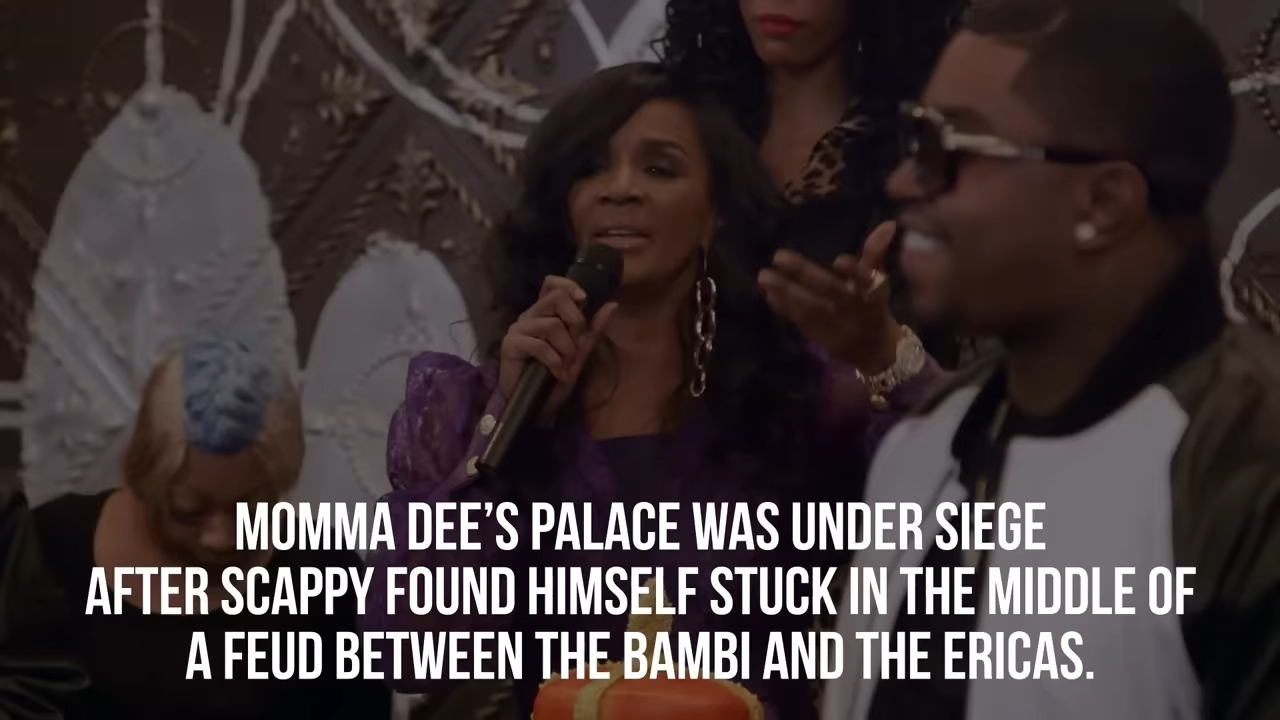 MOMMA DEE’S PALACE WAS UNDER SIEGE
AFTER SCAPPY FOUND HIMSELF STUCK IN THE MIDDLE OF
A FEUD BETWEEN THE BAMBI AND THE ERICAS.